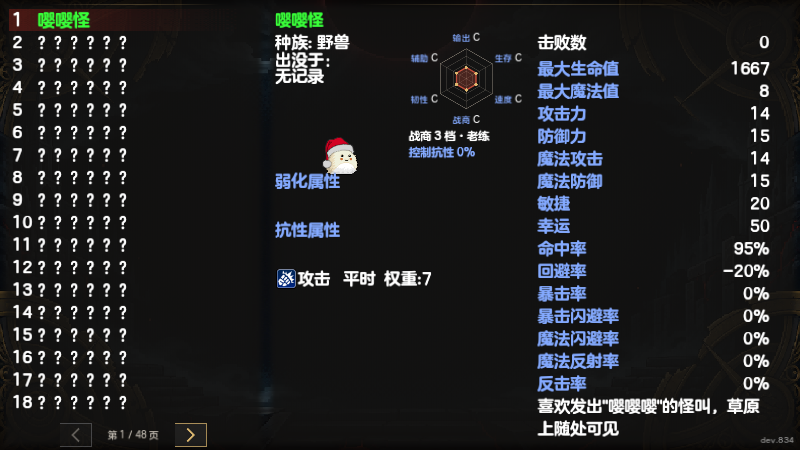 1 嘤嘤怪
2 ? ? ? ? ? ?
3 ? ? ? ? ? ?
4 ? ? ? ? ? ?
5 ? ? ? ? ? ?
6 ? ? ? ? ? ?
7 ? ? ? ? ? ?
8 ? ? ? ? ? ?
9 ? ? ? ? ? ?
10 ? ? ? ? ? ?
11 ? ? ? ? ? ?
12 ? ? ? ? ? ?
13 ? ? ? ? ? ?
14 ? ? ? ? ? ?
15 ? ? ? ? ? ?
16 ? ? ? ? ? ?
17 ? ? ? ? ? ?
18 ? ? ? ? ? ?
第 1 / 48 页
嘤嘤怪
种族: 野兽
出没于:
无记录
输出 C
辅助 C
生存 C
韧性 C
速度 C
战商 C
战商 3 档·老练
控制抗性 0%
弱化属性
抗性属性
攻击 平时 权重:7
击败数 0
最大生命值 1667
最大魔法值 8
攻击力 14
防御力 15
魔法攻击 14
魔法防御 15
敏捷 20
幸运 50
命中率 95%
回避率 -20%
暴击率 0%
暴击闪避率 0%
魔法闪避率 0%
魔法反射率 0%
反击率 0%
喜欢发出"嘤嘤嘤"的怪叫，草原
上随处可见
dev.834